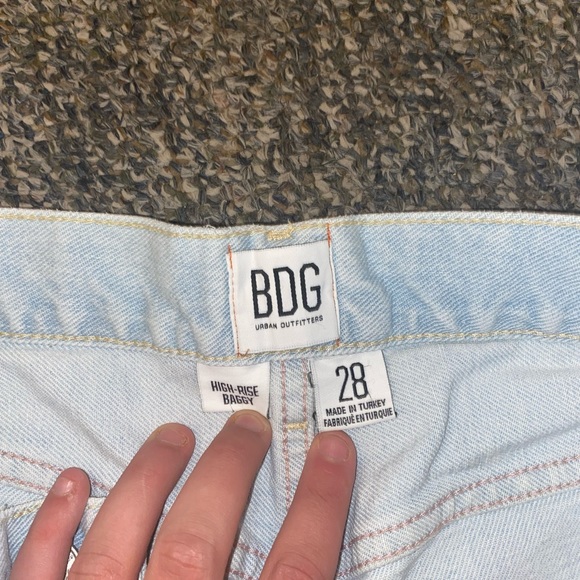 BDG
URBAN OUTFITTERS
HIGH-RISE
BAGGY
28
MADE IN TURKEY
FABRIQUÉ EN TURQUIE